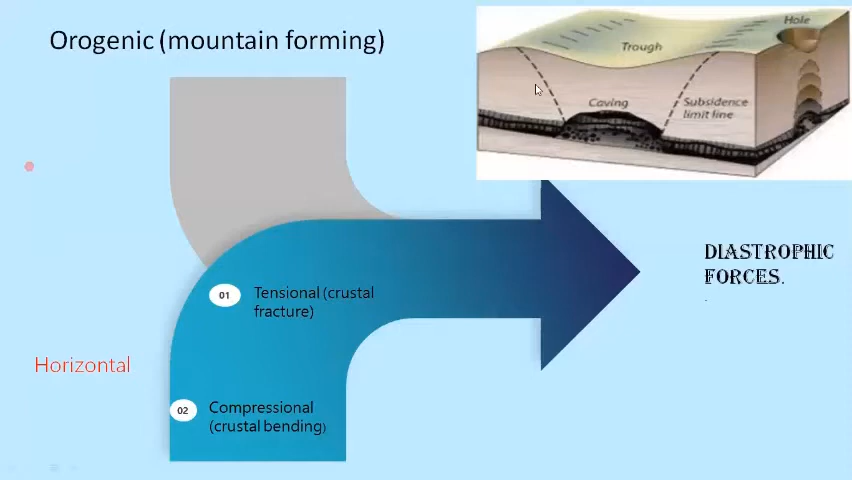 Orogenic (mountain forming)
Hole
Trough
Caving
Subsidence
limit line
DIASTROPHIC
FORCES.
.
01
Tensional (crustal
fracture)
Horizontal
02
Compressional
(crustal bending)